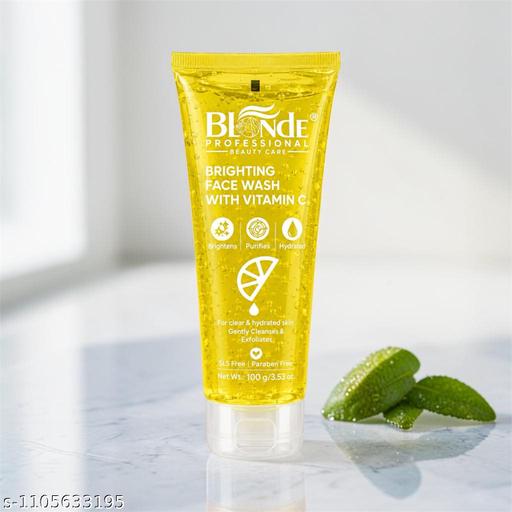 BLONDE®
PROFESSIONAL
BEAUTY CARE
BRIGHTING
FACE WASH
WITH VITAMIN C
Brightens Purifies Hydrated
For clear & hydrated skin
Gently Cleanses &
Exfoliates
SLS Free | Paraben Free
Net Wt.: 100 g/3.53 oz
s-1105633195